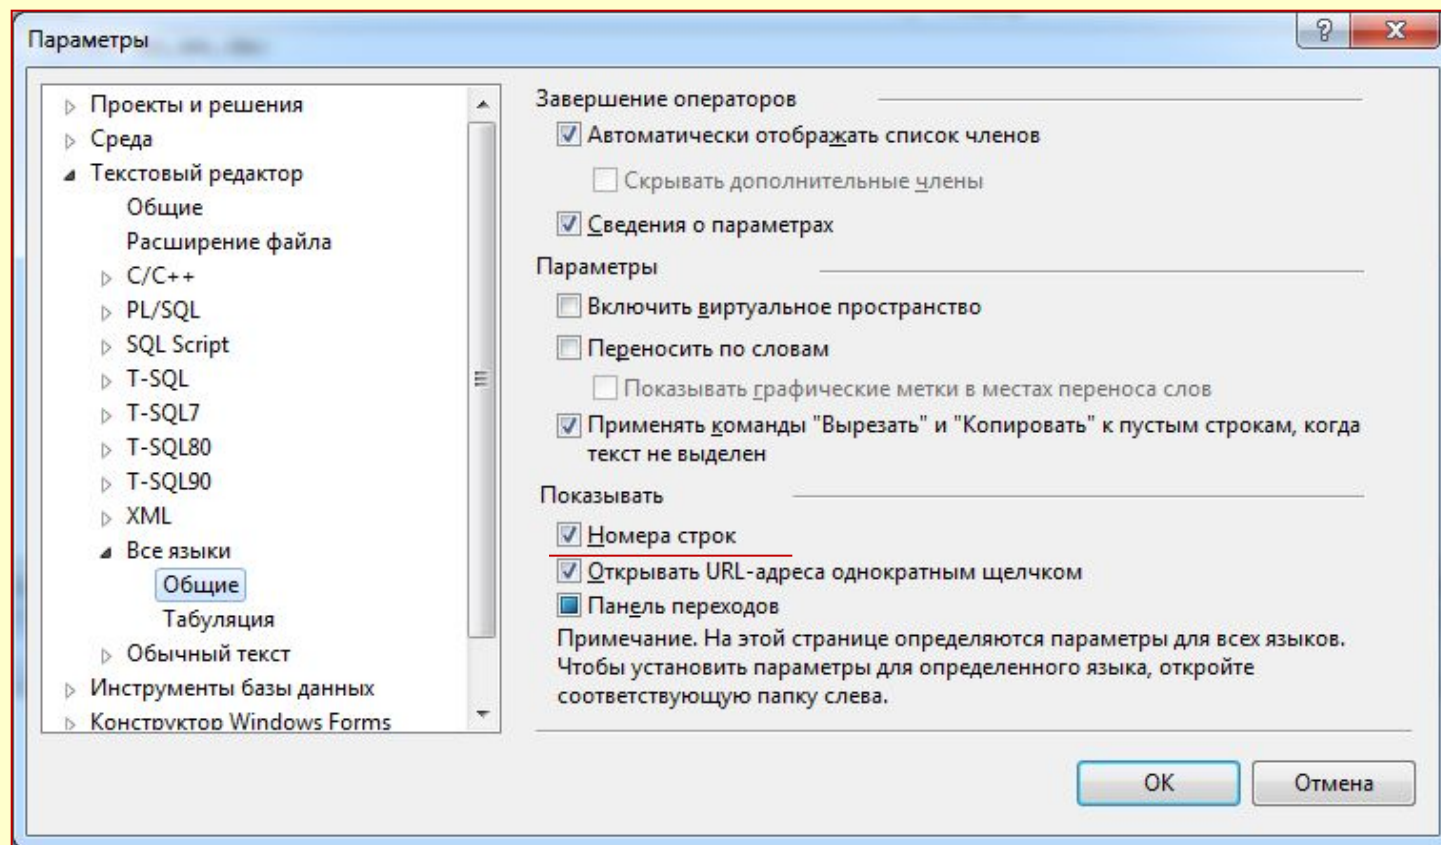 Параметры
Проекты и решения
Среда
Текстовый редактор
Общие
Расширение файла
C/C++
PL/SQL
SQL Script
T-SQL
T-SQL7
T-SQL80
T-SQL90
XML
Все языки
Общие
Табуляция
Обычный текст
Инструменты базы данных
Конструктор Windows Forms
Завершение операторов
Автоматически отображать список членов
Скрывать дополнительные члены
Сведения о параметрах
Параметры
Включить виртуальное пространство
Переносить по словам
Показывать графические метки в местах переноса слов
Применять команды "Вырезать" и "Копировать" к пустым строкам, когда
текст не выделен
Показывать
Номера строк
Открывать URL-адреса однократным щелчком
Панель переходов
Примечание. На этой странице определяются параметры для всех языков.
Чтобы установить параметры для определенного языка, откройте
соответствующую папку слева.
ОК
Отмена